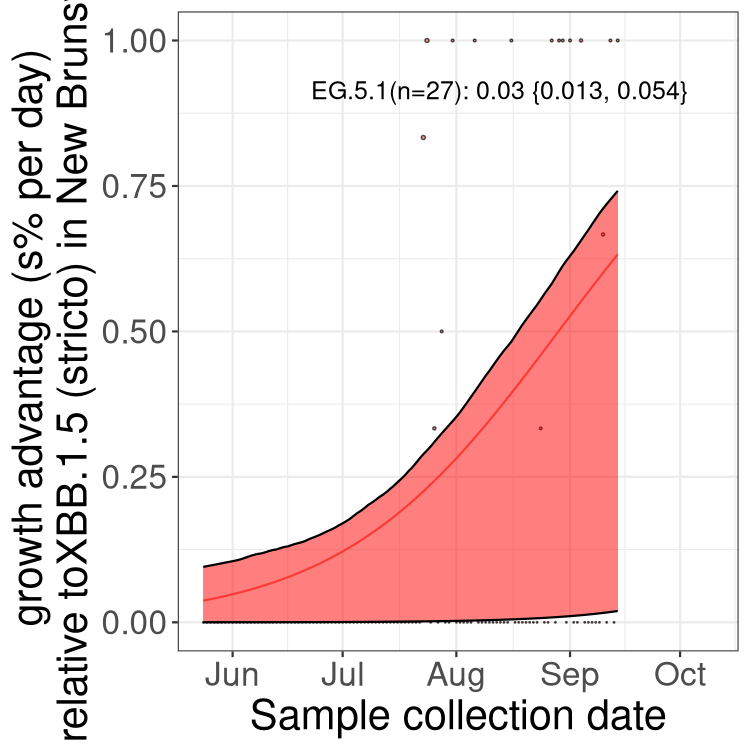 growth advantage (s% per day)
relative toXBB.1.5 (stricto) in New
1.00
0.75
0.50
0.25
0.00
EG.5.1(n=27): 0.03 {0.013, 0.054}
Jun Jul Aug Sep Oct
Sample collection date